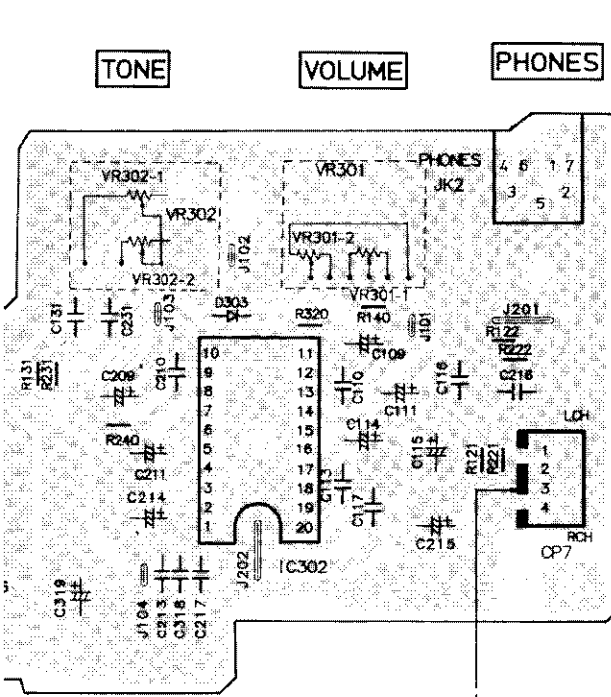 TONE
VOLUME
PHONES
VR302-1
VR302
VR302-2
VR301
VR301-2
VR301-1
PHONES
JK2
4 6 1 7
3 2
5
J102
C131
C231
J103
D303
R320
R140
J101
J201
R122
R222
C216
R131
R231
C209
C210
10 11
9 12
8 13
7 14
6 15
5 16
4 17
3 18
2 19
1 20
C109
C110
C111
C116
R240
C211
C214
C114
C115
C113
C117
C215
R121
R221
LCH
1
2
3
4
RCH
CP7
IC302
J202
C319
J104
C213
C318
C217